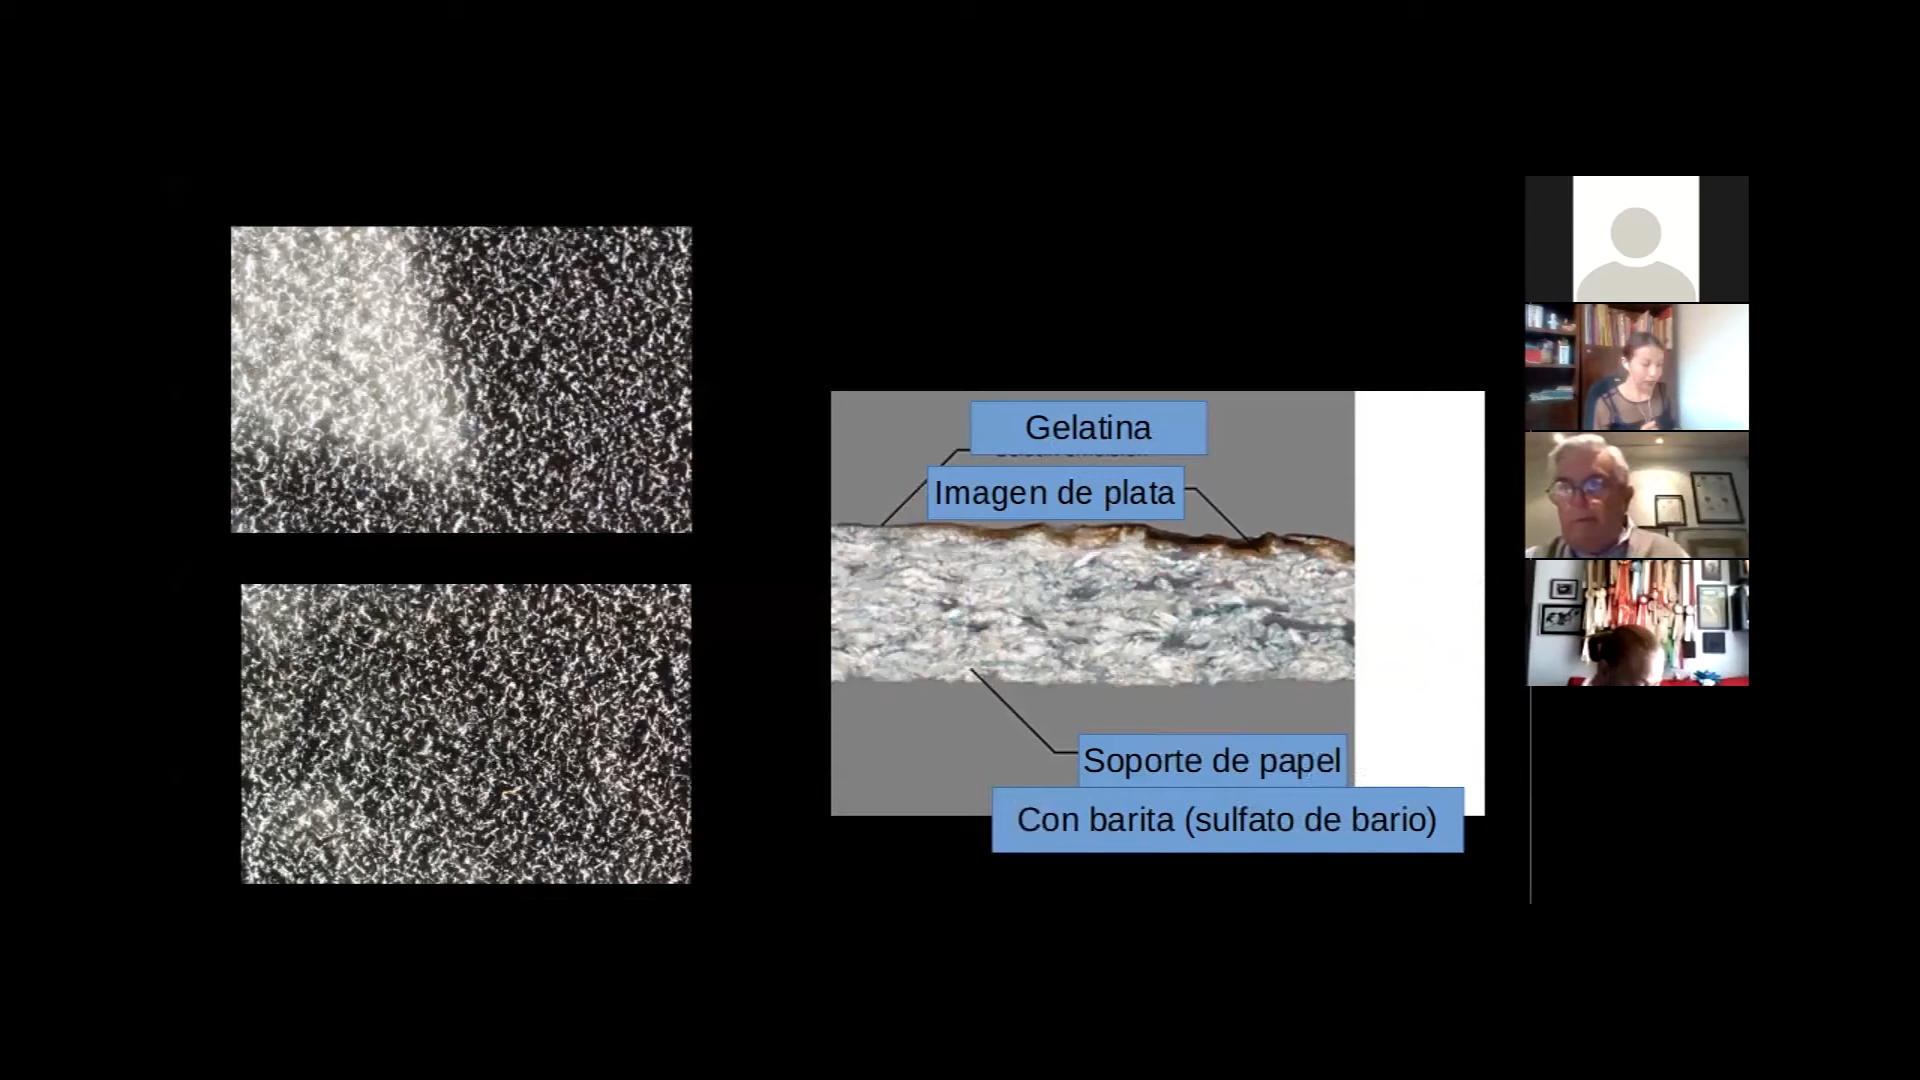 Gelatina
Imagen de plata
Soporte de papel
Con barita (sulfato de bario)